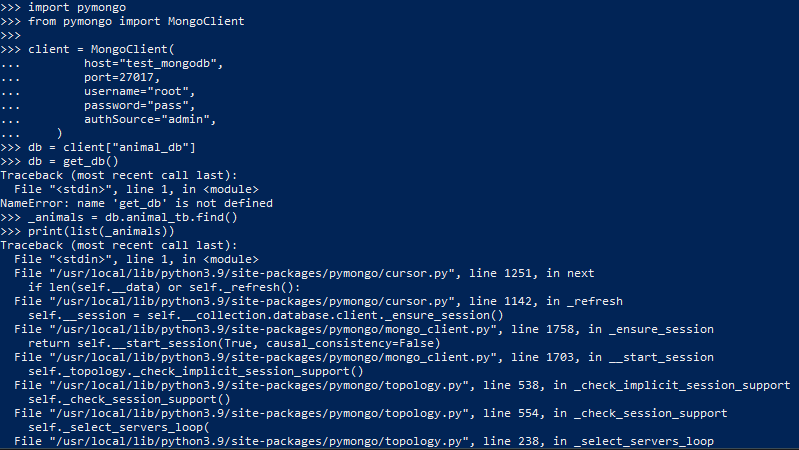 >>> import pymongo
>>> from pymongo import MongoClient
>>>
>>> client = MongoClient(
...         host="test_mongodb",
...         port=27017,
...         username="root",
...         password="pass",
...         authSource="admin",
...     )
>>> db = client["animal_db"]
>>> db = get_db()
Traceback (most recent call last):
  File "<stdin>", line 1, in <module>
NameError: name 'get_db' is not defined
>>> _animals = db.animal_tb.find()
>>> print(list(_animals))
Traceback (most recent call last):
  File "<stdin>", line 1, in <module>
  File "/usr/local/lib/python3.9/site-packages/pymongo/cursor.py", line 1251, in next
    if len(self.__data) or self._refresh():
  File "/usr/local/lib/python3.9/site-packages/pymongo/cursor.py", line 1142, in _refresh
    self.__session = self.__collection.database.client._ensure_session()
  File "/usr/local/lib/python3.9/site-packages/pymongo/mongo_client.py", line 1758, in _ensure_session
    return self.__start_session(True, causal_consistency=False)
  File "/usr/local/lib/python3.9/site-packages/pymongo/mongo_client.py", line 1703, in __start_session
    self._topology._check_implicit_session_support()
  File "/usr/local/lib/python3.9/site-packages/pymongo/topology.py", line 538, in _check_implicit_session_support
    self._check_session_support()
  File "/usr/local/lib/python3.9/site-packages/pymongo/topology.py", line 554, in _check_session_support
    self._select_servers_loop(
  File "/usr/local/lib/python3.9/site-packages/pymongo/topology.py", line 238, in _select_servers_loop